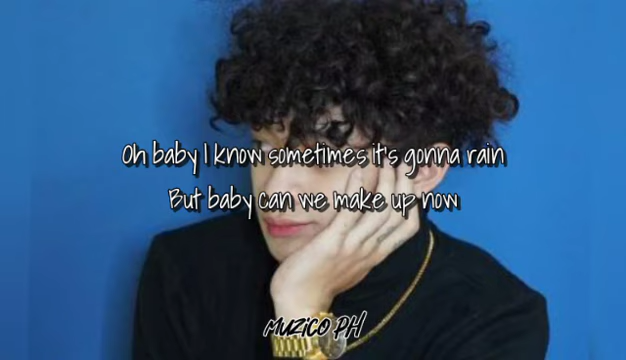 Oh baby I know sometimes it's gonna rain
But baby can we make up now
MUZICO PH